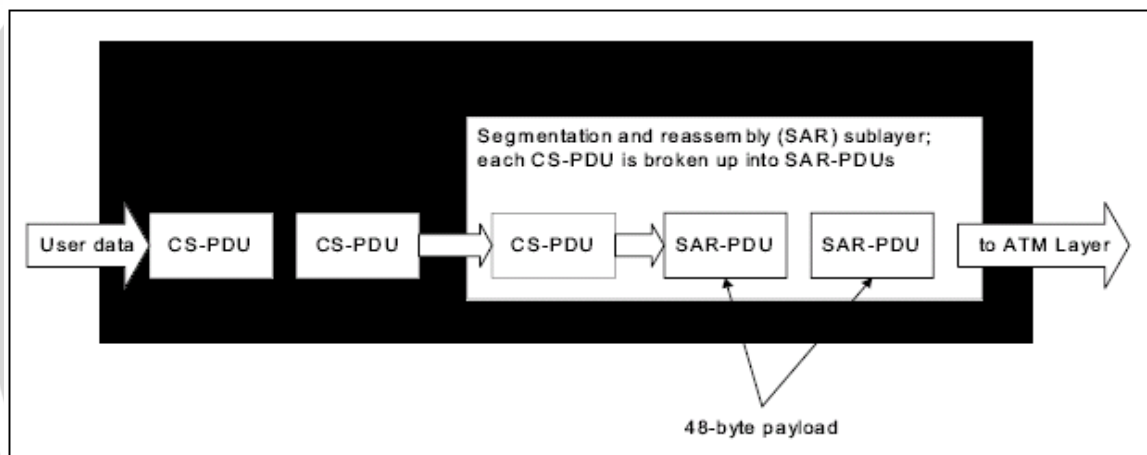 Segmentation and reassembly (SAR) sublayer;
each CS-PDU is broken up into SAR-PDUs
User data
CS-PDU
CS-PDU
CS-PDU
SAR-PDU
SAR-PDU
to ATM Layer
48-byte payload